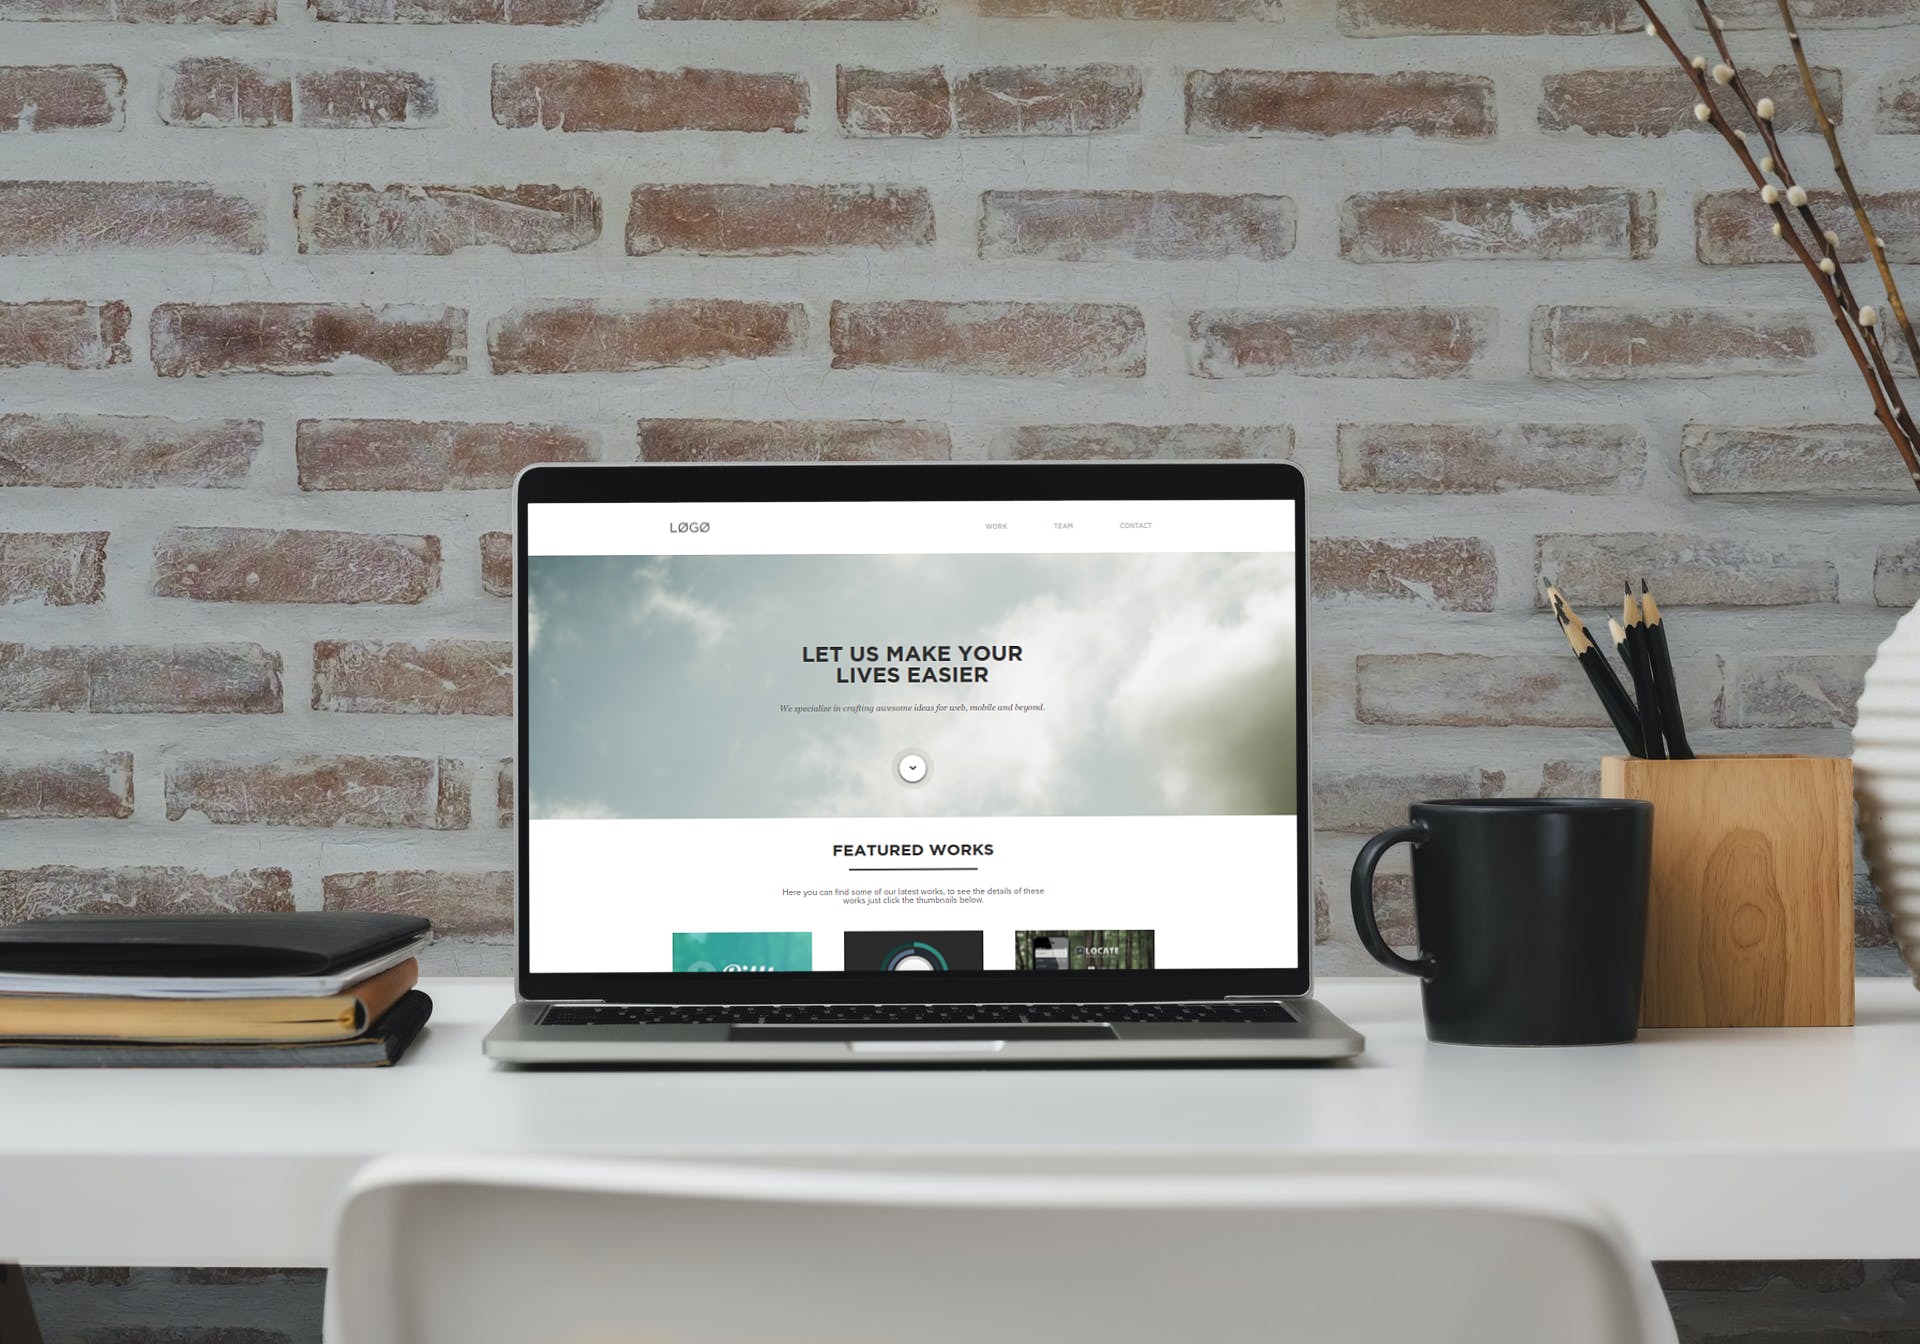 LØGØ
WORK TEAM CONTACT
LET US MAKE YOUR
LIVES EASIER
We specialize in crafting awesome ideas for web, mobile and beyond.
FEATURED WORKS
Here you can find some of our latest works, to see the details of these
works just click the thumbnails below.
LOCATE